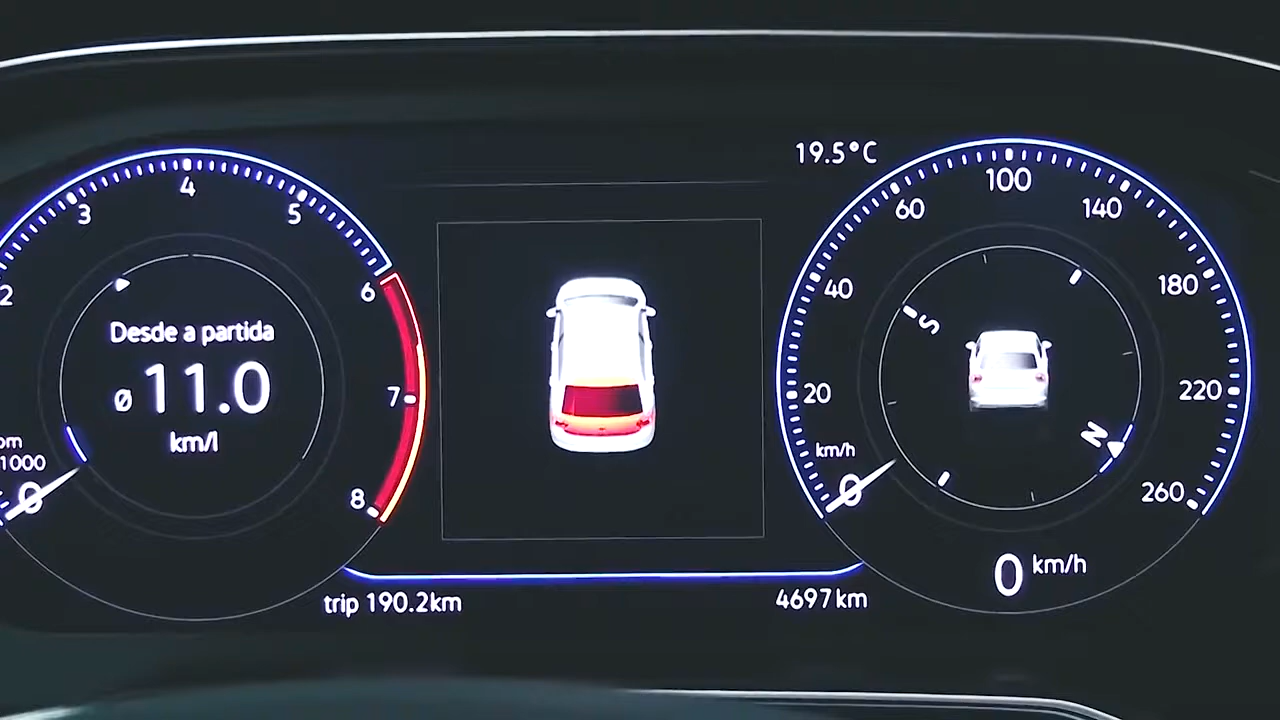 19.5°C
2
3
4
5
6
7
8
Desde a partida
ø 11.0
km/l
1000
0
trip 190.2km
4697km
0
20
40
60
100
140
180
220
260
km/h
S
N
0 km/h